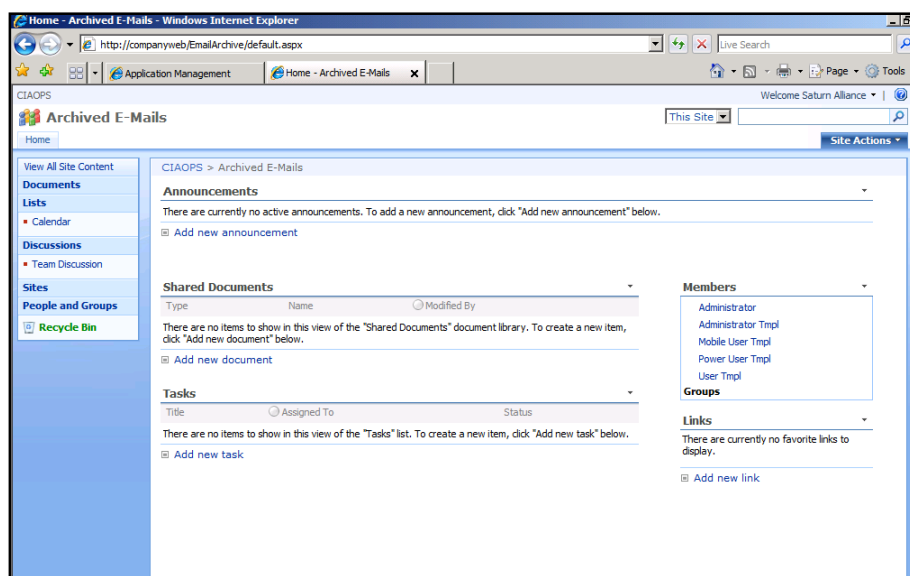 Home - Archived E-Mails - Windows Internet Explorer
http://companyweb/EmailArchive/default.aspx
Live Search
Application Management
Home - Archived E-Mails
Page
Tools
CIAOPS
Welcome Saturn Alliance
Archived E-Mails
This Site
Home
Site Actions
View All Site Content
Documents
Lists
Calendar
Discussions
Team Discussion
Sites
People and Groups
Recycle Bin
CIAOPS > Archived E-Mails
Announcements
There are currently no active announcements. To add a new announcement, click "Add new announcement" below.
Add new announcement
Shared Documents
Type Name Modified By
There are no items to show in this view of the "Shared Documents" document library. To create a new item,
click "Add new document" below.
Add new document
Tasks
Title Assigned To Status
There are no items to show in this view of the "Tasks" list. To create a new item, click "Add new task" below.
Add new task
Members
Administrator
Administrator Tmpl
Mobile User Tmpl
Power User Tmpl
User Tmpl
Groups
Links
There are currently no favorite links to
display.
Add new link